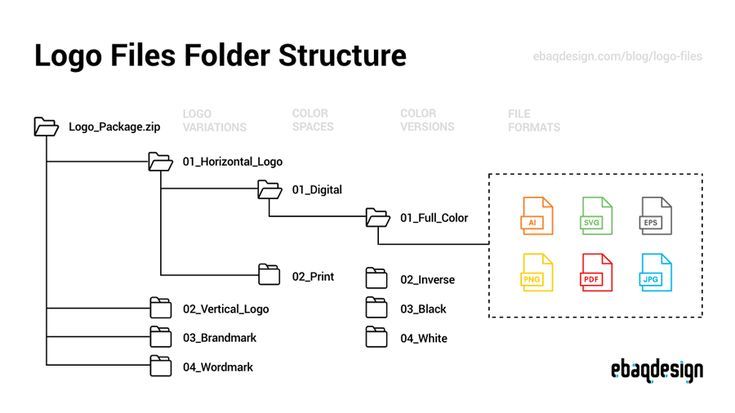 Logo Files Folder Structure
ebaqdesign.com/blog/logo-files
Logo_Package.zip
LOGO
VARIATIONS
COLOR
SPACES
COLOR
VERSIONS
FILE
FORMATS
01_Horizontal_Logo
01_Digital
01_Full_Color
AI
SVG
EPS
PNG
PDF
JPG
02_Print
02_Inverse
02_Vertical_Logo
03_Black
03_Brandmark
04_White
04_Wordmark
ebaqdesign